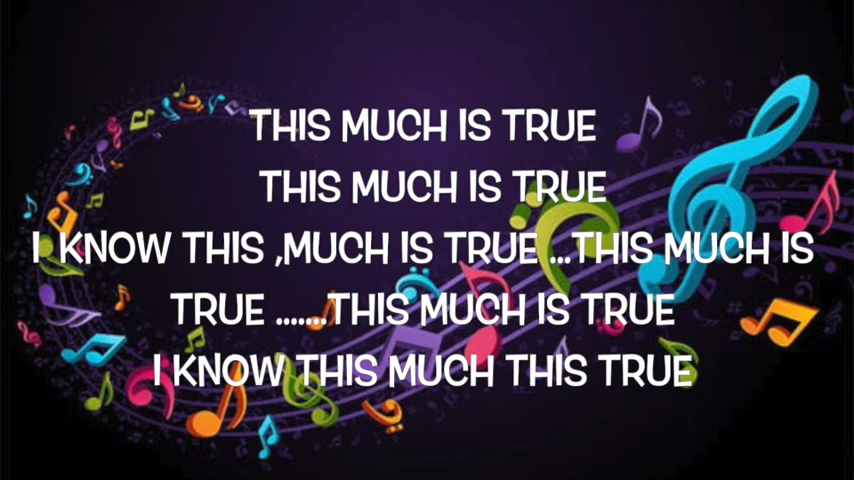 THIS MUCH IS TRUE
THIS MUCH IS TRUE
I KNOW THIS ,MUCH IS TRUE ...THIS MUCH IS
TRUE .......THIS MUCH IS TRUE
I KNOW THIS MUCH THIS TRUE